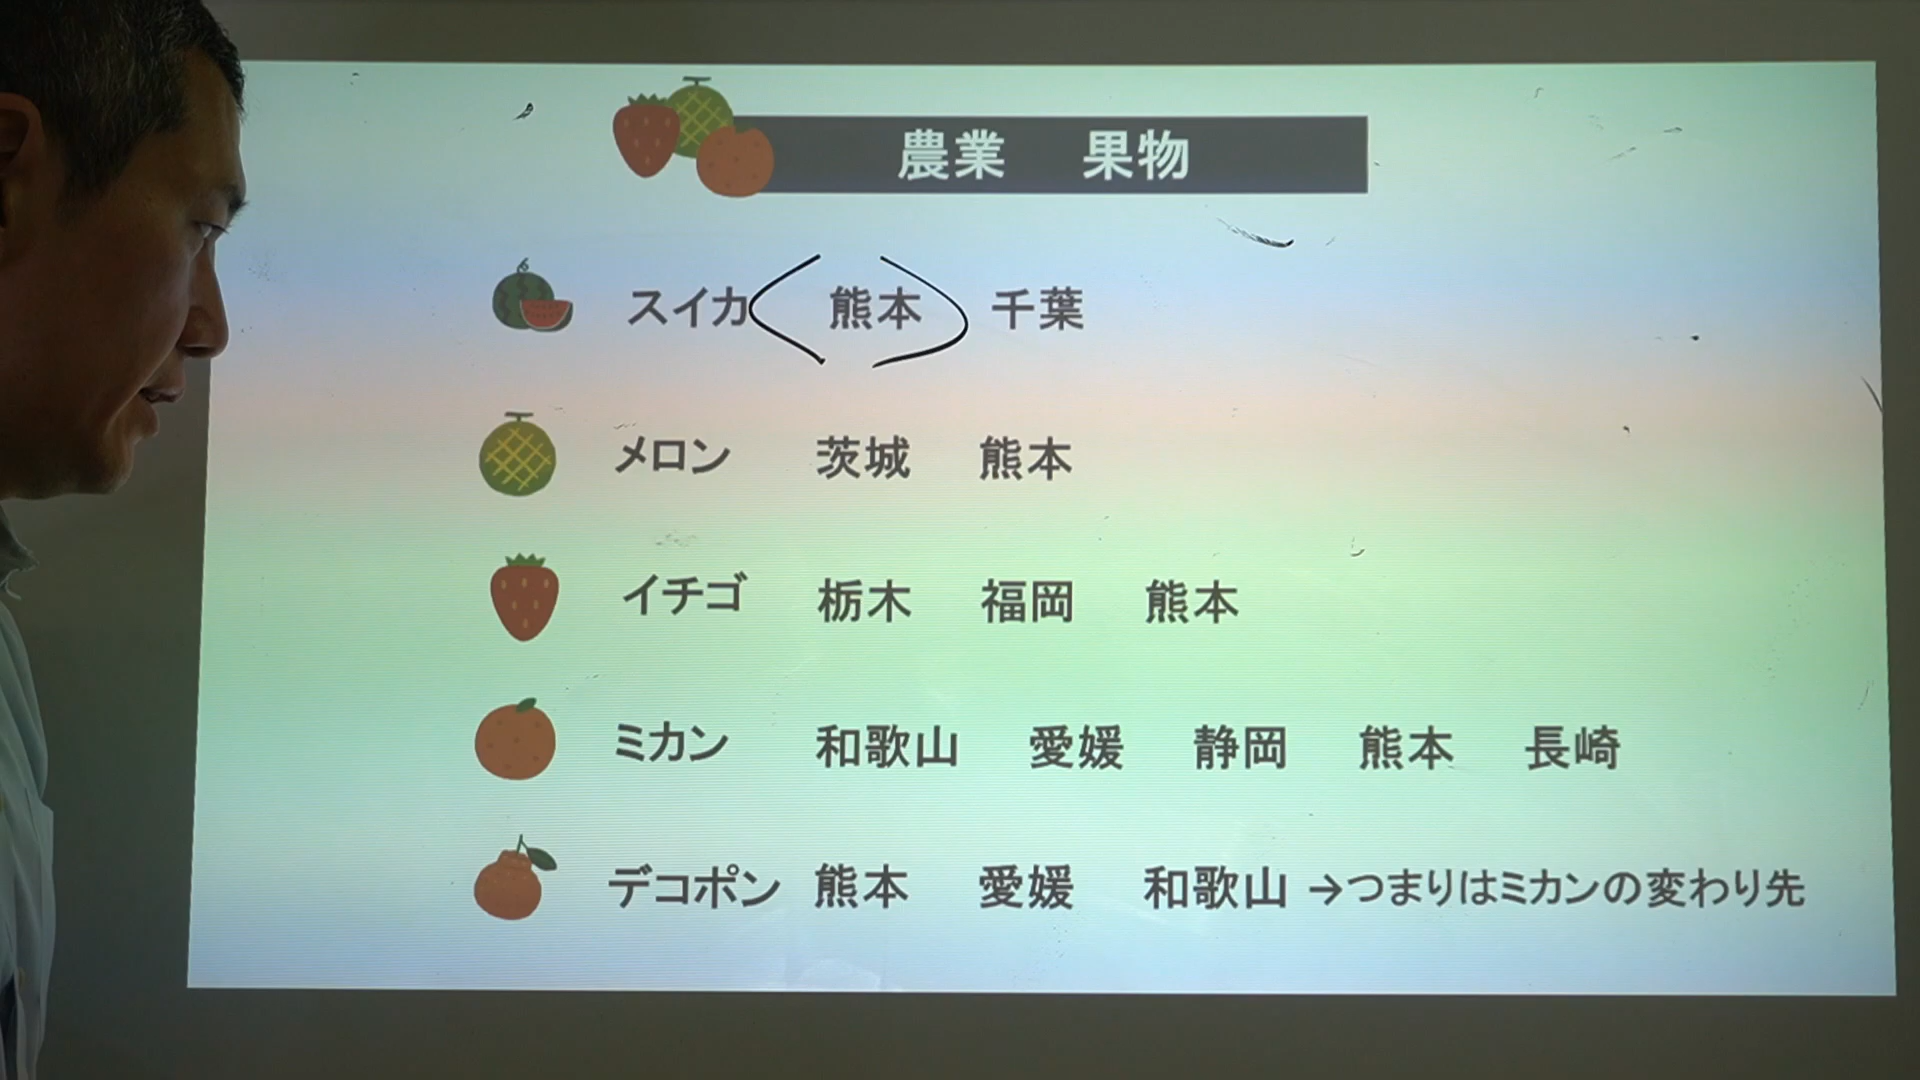 農業 果物
スイカ 熊本 千葉
メロン 茨城 熊本
イチゴ 栃木 福岡 熊本
ミカン 和歌山 愛媛 静岡 熊本 長崎
デコポン 熊本 愛媛 和歌山 →つまりはミカンの変わり先